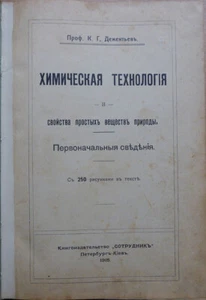 Проф. К. Г. Дементьевъ.
ХИМИЧЕСКАЯ ТЕХНОЛОГІЯ
и
свойства простыхъ веществъ природы.
Первоначальныя свѣдѣнія.
Съ 250 рисунками въ текстѣ.
Книгоиздательство „СОТРУДНИКЪ“
Петербургъ-Кіевъ.